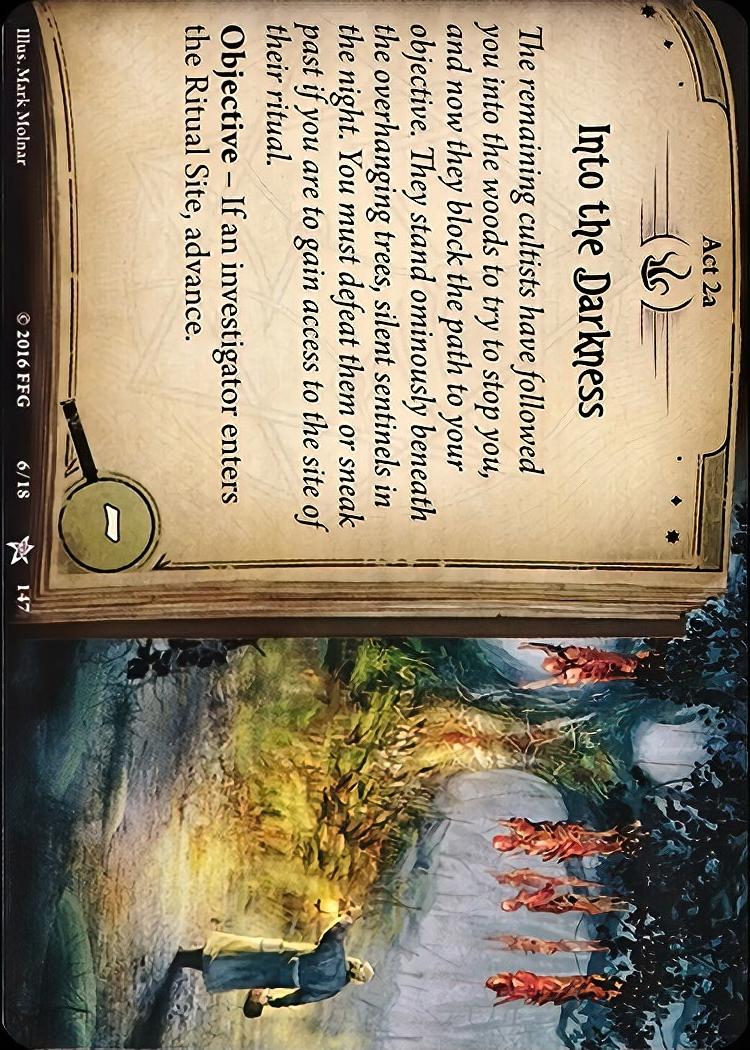 Act 2a
Into the Darkness
The remaining cultists have followed
you into the woods to try to stop you,
and now they block the path to your
objective. They stand ominously beneath
the overhanging trees, silent sentinels in
the night. You must defeat them or sneak
past if you are to gain access to the site of
their ritual.
Objective – If an investigator enters
the Ritual Site, advance.
–
Illus. Mark Molnar
© 2016 FFG
6/18
147